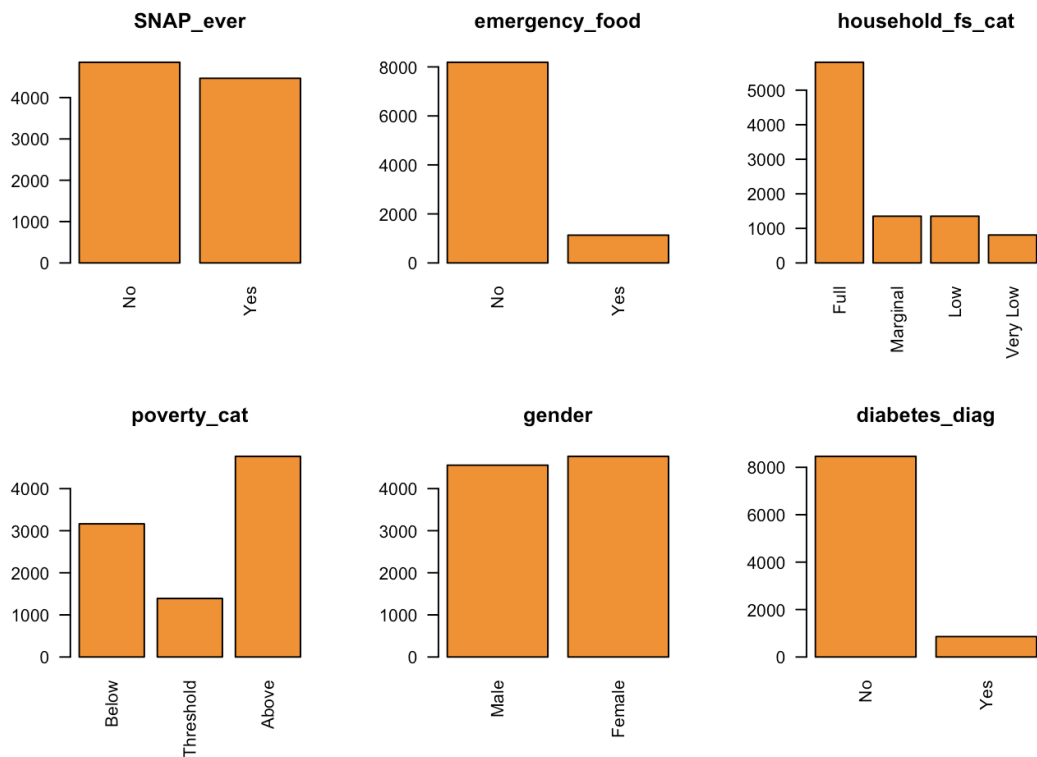 SNAP_ever
4000
3000
2000
1000
0
No
Yes
emergency_food
8000
6000
4000
2000
0
No
Yes
household_fs_cat
5000
4000
3000
2000
1000
0
Full
Marginal
Low
Very Low
poverty_cat
4000
3000
2000
1000
0
Below
Threshold
Above
gender
4000
3000
2000
1000
0
Male
Female
diabetes_diag
8000
6000
4000
2000
0
No
Yes